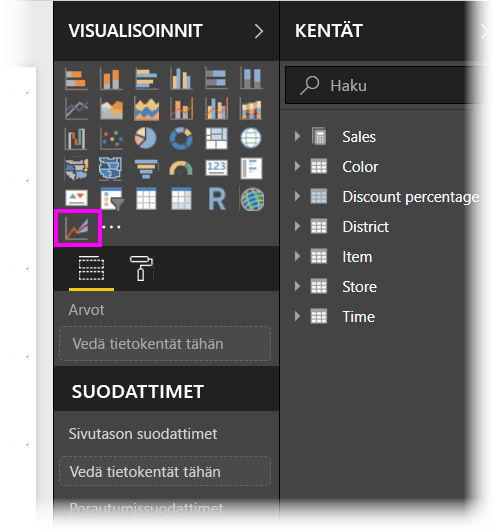 VISUALISOINNIT
123
R
Arvot
Vedä tietokentät tähän
SUODATTIMET
Sivutason suodattimet
Vedä tietokentät tähän
Porautumissuodattimet
KENTÄT
Haku
Sales
Color
Discount percentage
District
Item
Store
Time